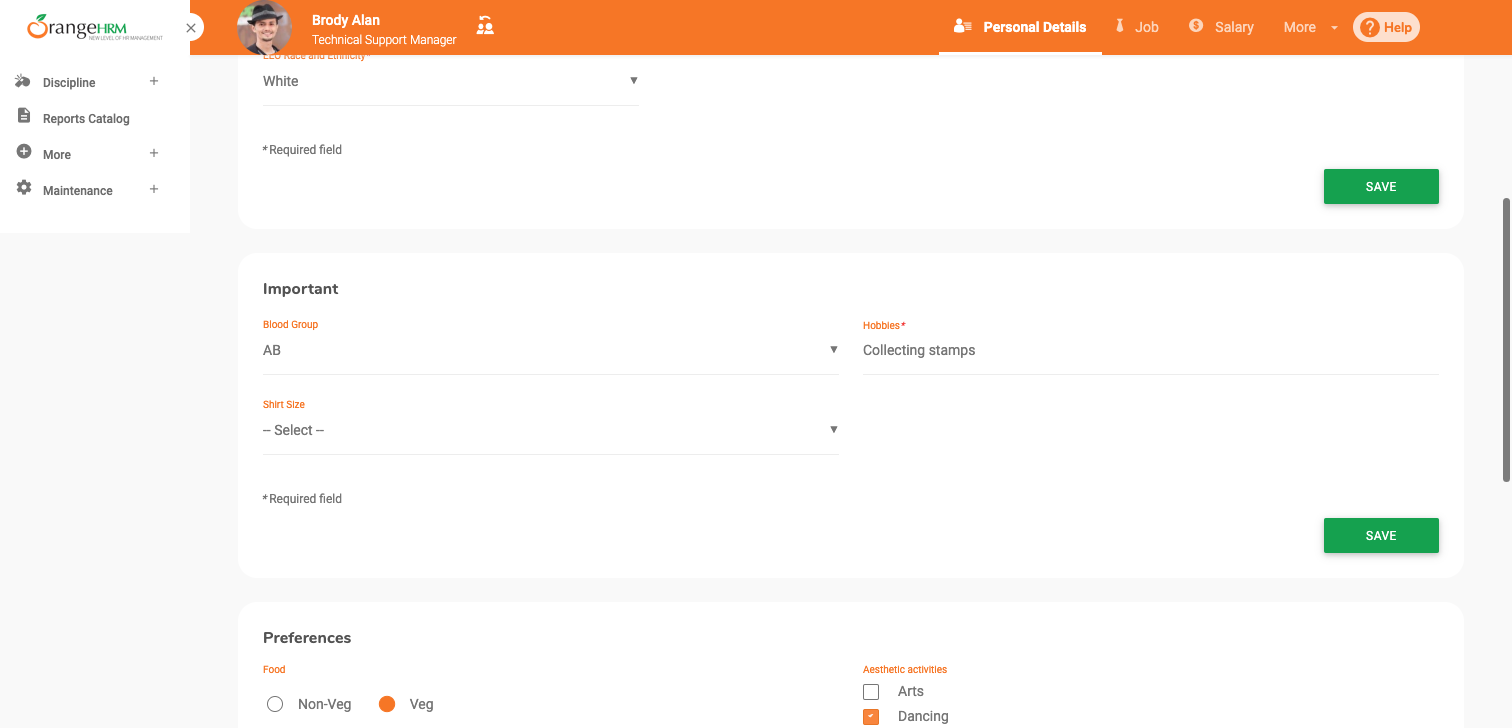 OrangeHRM
NEW LEVEL OF HR MANAGEMENT
Brody Alan
Technical Support Manager
Personal Details
Job
Salary
More
? Help
Discipline
Reports Catalog
More
Maintenance
EEO Race and Ethnicity*
White
* Required field
SAVE
Important
Blood Group
AB
Hobbies*
Collecting stamps
Shirt Size
-- Select --
* Required field
SAVE
Preferences
Food
Non-Veg
Veg
Aesthetic activities
Arts
Dancing